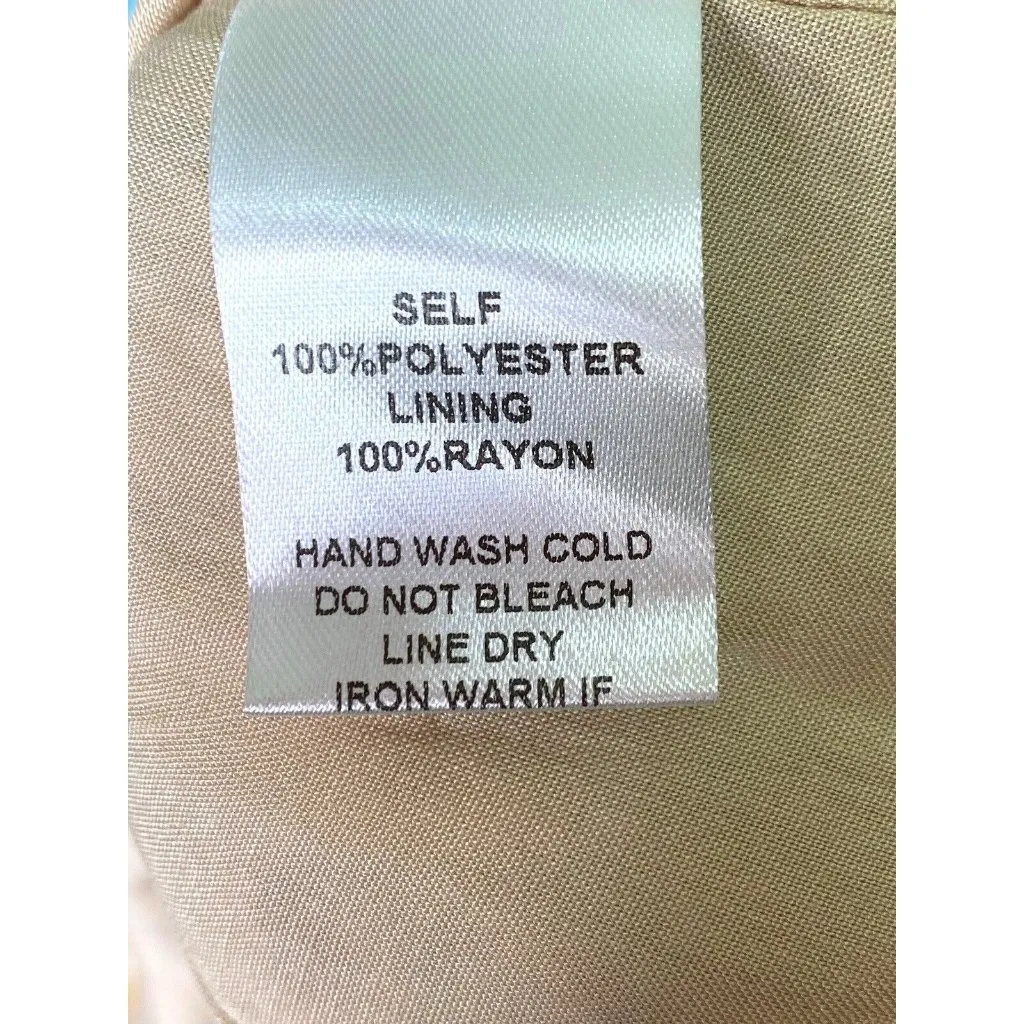 SELF
100%POLYESTER
LINING
100%RAYON
HAND WASH COLD
DO NOT BLEACH
LINE DRY
IRON WARM IF